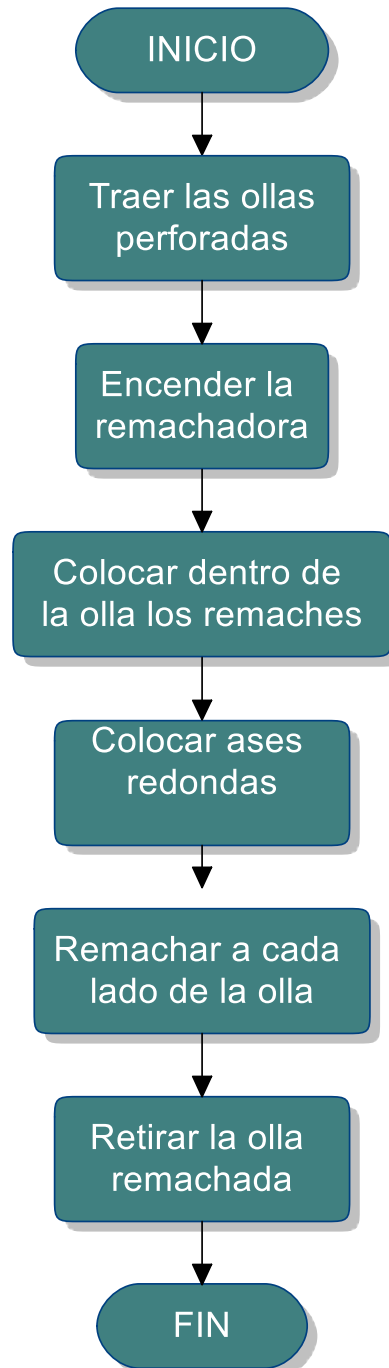 INICIO
Traer las ollas
perforadas
Encender la
remachadora
Colocar dentro de
la olla los remaches
Colocar ases
redondas
Remachar a cada
lado de la olla
Retirar la olla
remachada
FIN